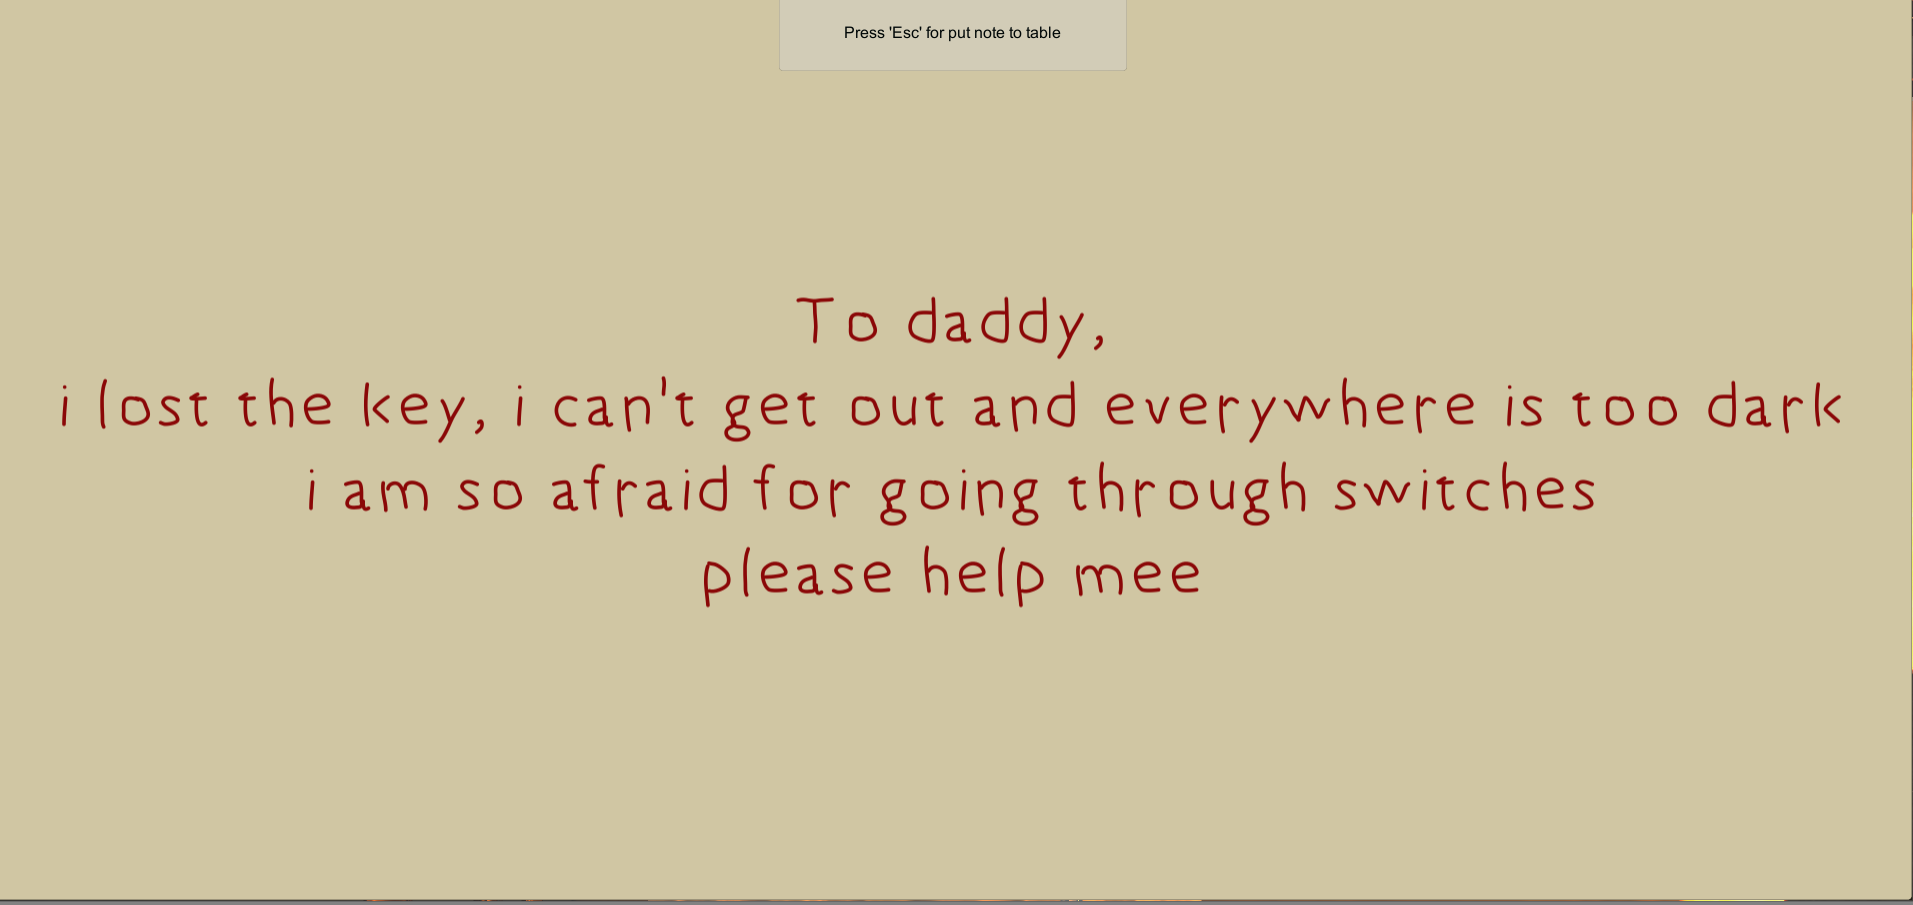 Press 'Esc' for put note to table
To daddy,
i lost the key, i can't get out and everywhere is too dark
i am so afraid for going through switches
please help mee